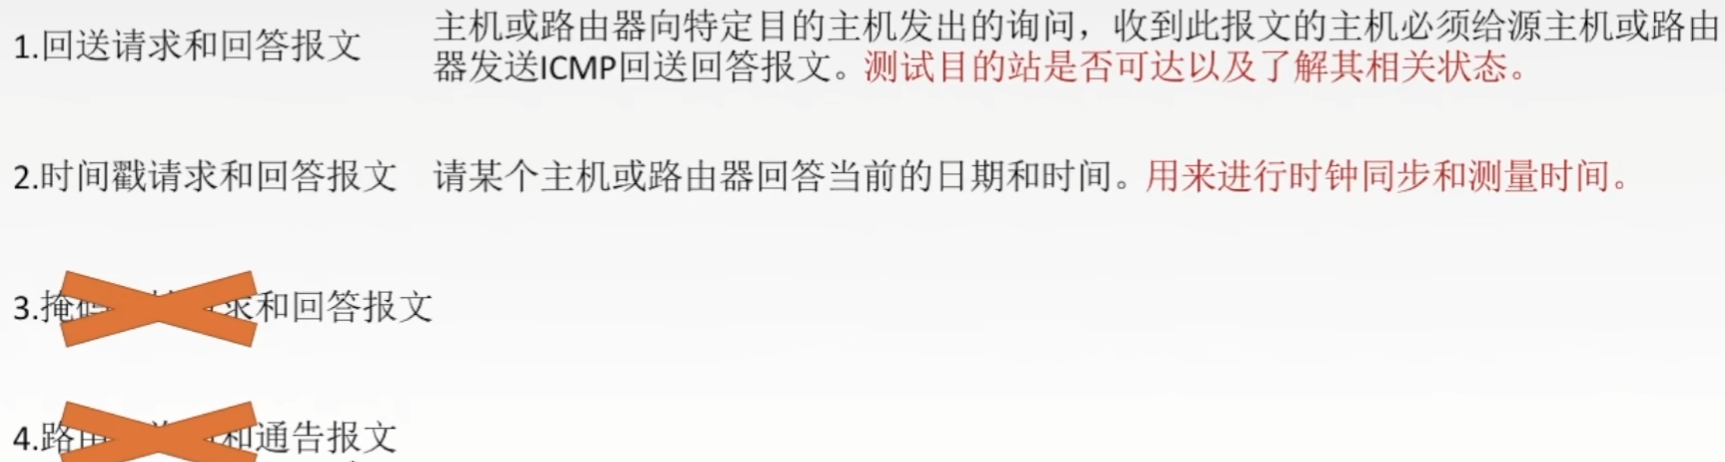 1.回送请求和回答报文
主机或路由器向特定目的主机发出的询问，收到此报文的主机必须给源主机或路由
器发送ICMP回送回答报文。测试目的站是否可达以及了解其相关状态。
2.时间戳请求和回答报文
请某个主机或路由器回答当前的日期和时间。用来进行时钟同步和测量时间。
3.掩码求和回答报文
4.路由和通告报文